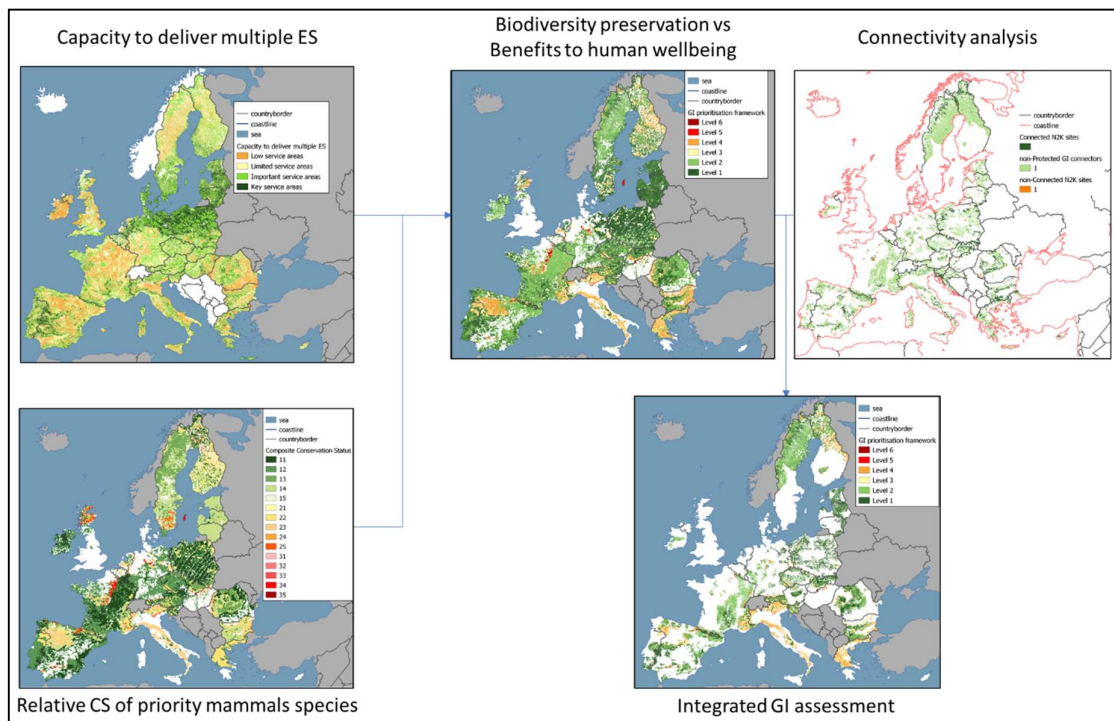 Capacity to deliver multiple ES
countryborder
coastline
sea
Capacity to deliver multiple ES
Low service areas
Limited service areas
Important service areas
Key service areas
Biodiversity preservation vs
Benefits to human wellbeing
sea
coastline
countryborder
GI prioritisation framework
Level 6
Level 5
Level 4
Level 3
Level 2
Level 1
Connectivity analysis
countryborder
coastline
Connected N2K sites
non-Protected GI connectors
1
non-Connected N2K sites
1
sea
coastline
countryborder
Composite Conservation Status
11
12
13
14
15
21
22
23
24
25
31
32
33
34
35
Relative CS of priority mammals species
sea
coastline
countryborder
GI prioritisation framework
Level 6
Level 5
Level 4
Level 3
Level 2
Level 1
Integrated GI assessment